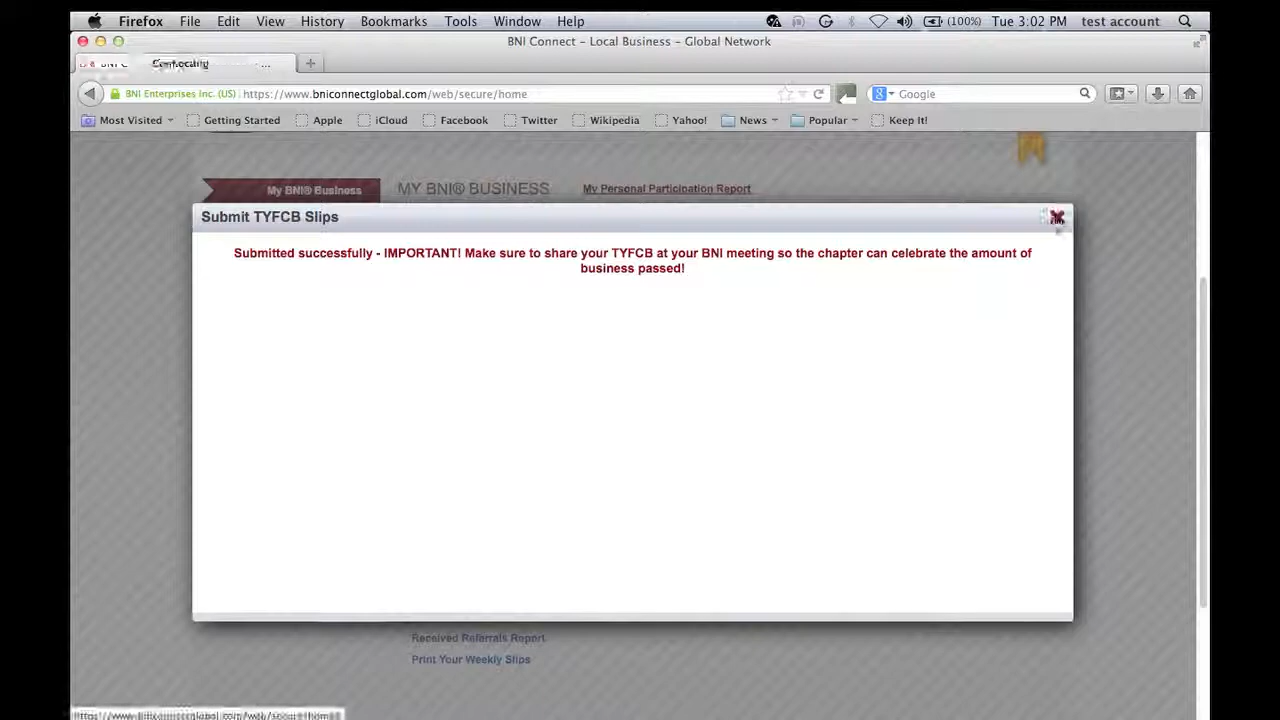 Firefox File Edit View History Bookmarks Tools Window Help (100%) Tue 3:02 PM test account
BNI Connect – Local Business – Global Network
...
BNI Enterprises Inc. (US) https://www.bniconnectglobal.com/web/secure/home Google
Most Visited Getting Started Apple iCloud Facebook Twitter Wikipedia Yahoo! News Popular Keep It!
My BNI® Business MY BNI® BUSINESS My Personal Participation Report
Submit TYFCB Slips
Submitted successfully - IMPORTANT! Make sure to share your TYFCB at your BNI meeting so the chapter can celebrate the amount of
business passed!
Received Referrals Report
Print Your Weekly Slips